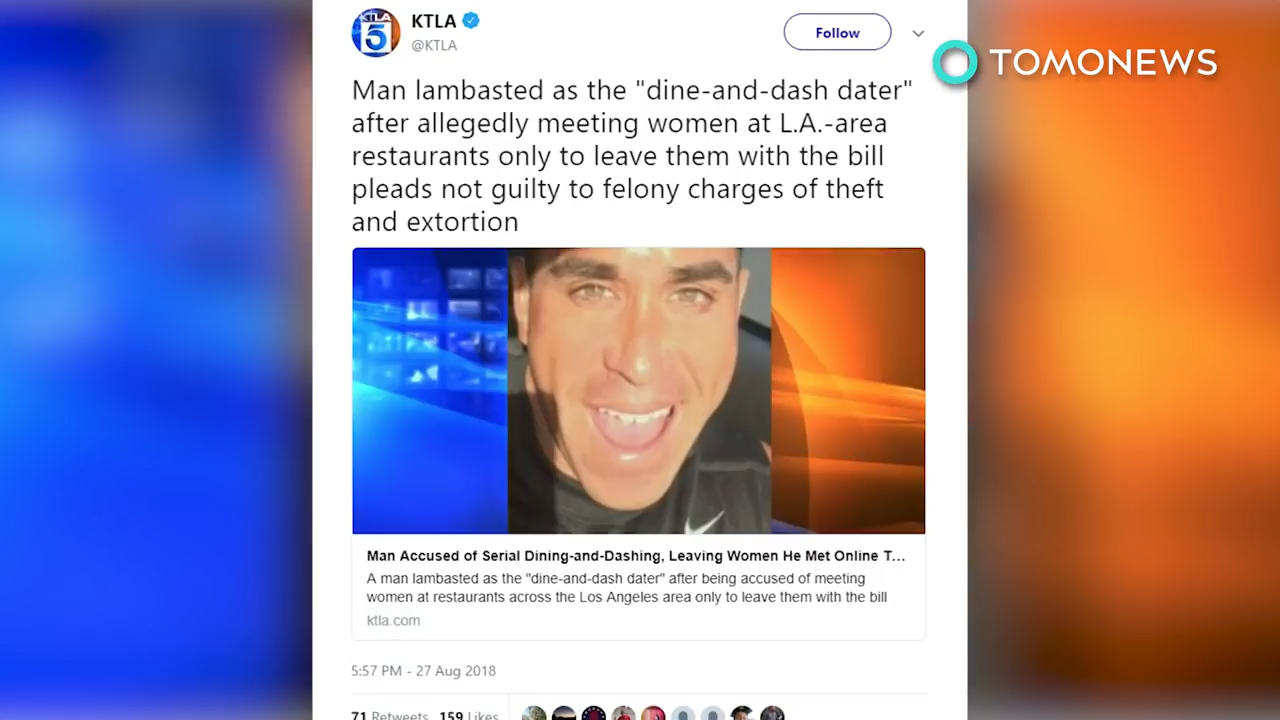 KTLA
@KTLA
Follow
TOMONEWS
Man lambasted as the "dine-and-dash dater"
after allegedly meeting women at L.A.-area
restaurants only to leave them with the bill
pleads not guilty to felony charges of theft
and extortion
KTLA
5
Man Accused of Serial Dining-and-Dashing, Leaving Women He Met Online T...
A man lambasted as the "dine-and-dash dater" after being accused of meeting
women at restaurants across the Los Angeles area only to leave them with the bill
ktla.com
5:57 PM - 27 Aug 2018
71 Retweets 159 Likes